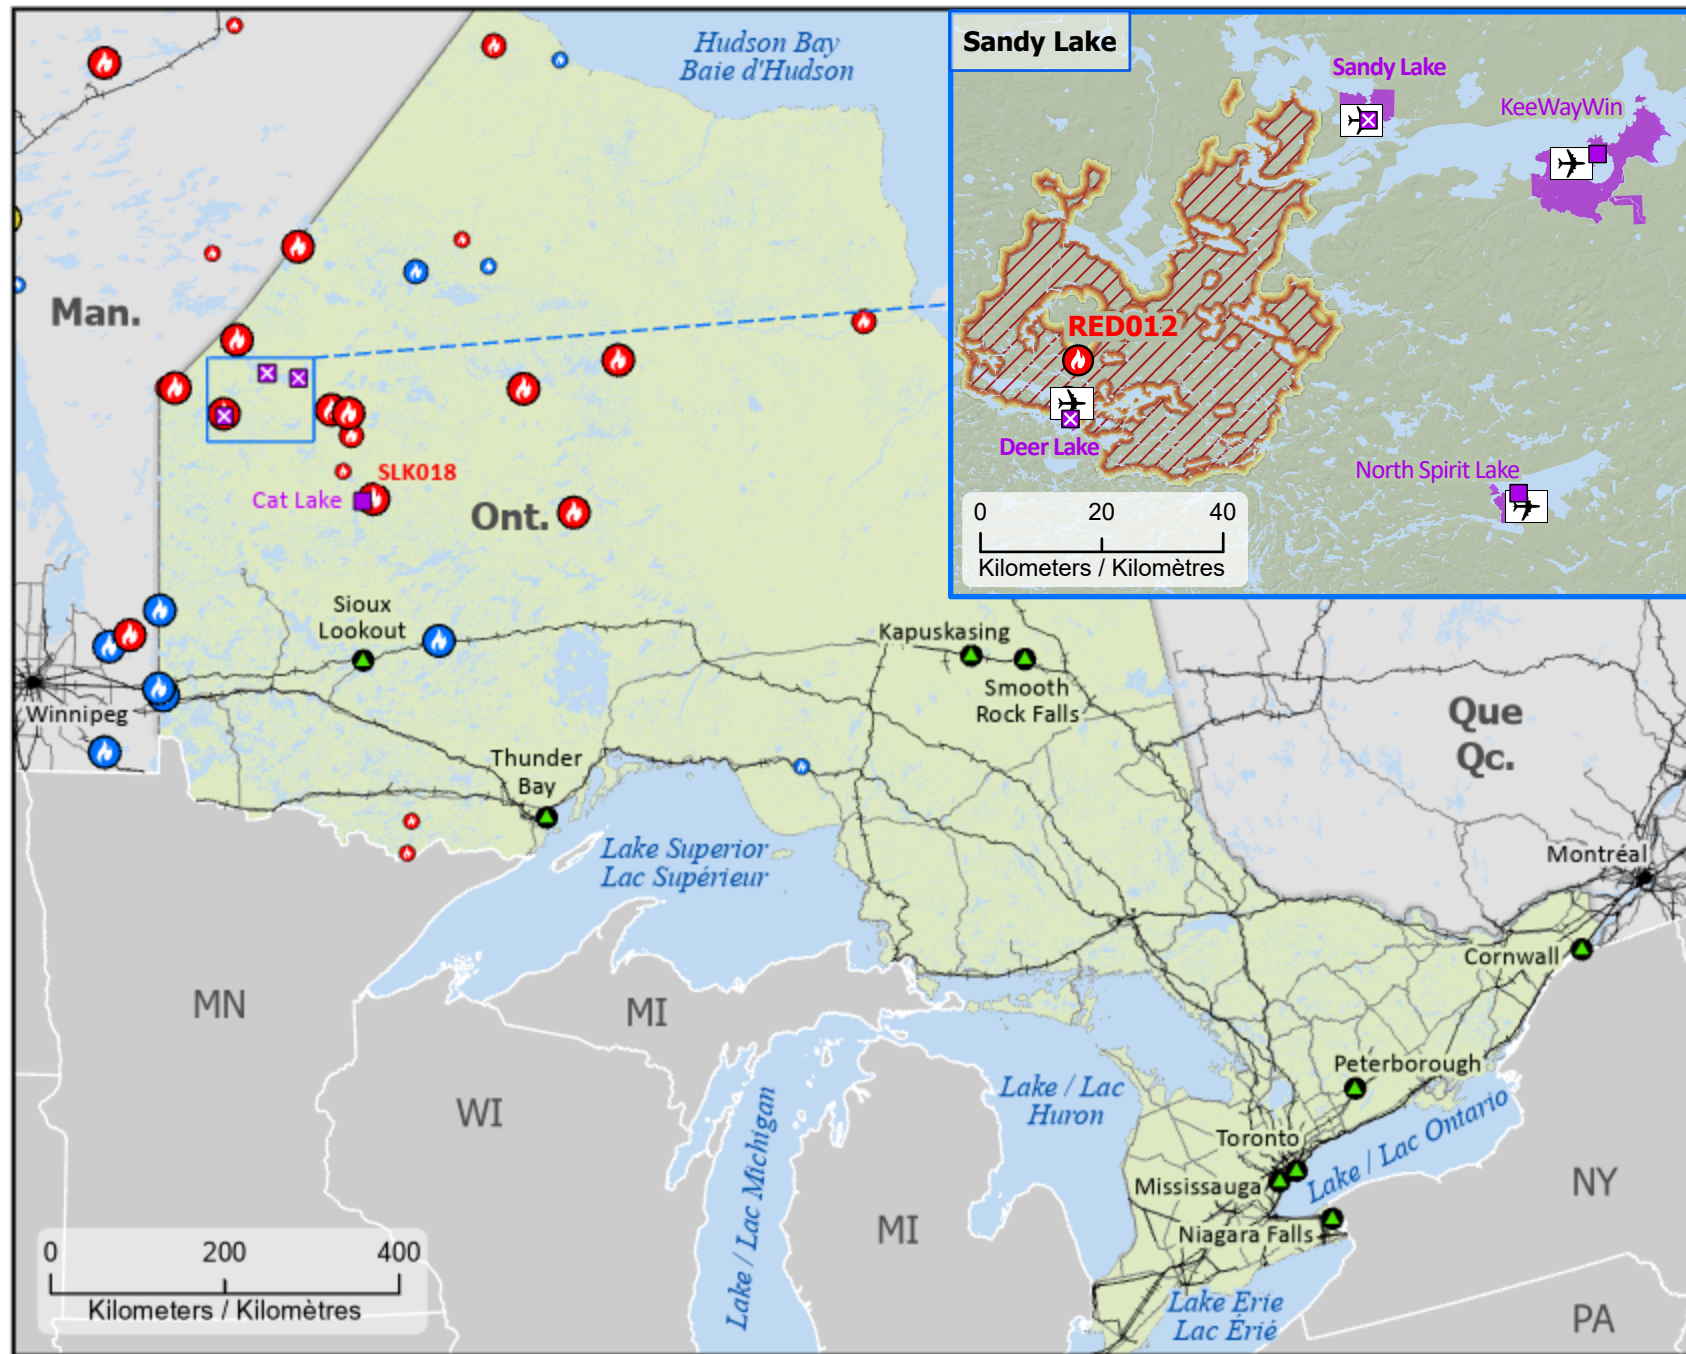 Hudson Bay
Baie d'Hudson
Sandy Lake
Sandy Lake
KeeWayWin
Man.
RED012
Deer Lake
North Spirit Lake
0 20 40
Kilometers / Kilomètres
SLK018
Cat Lake
Ont.
Sioux
Lookout
Kapuskasing
Smooth
Rock Falls
Winnipeg
Que
Qc.
Thunder
Bay
Lake Superior
Lac Supérieur
Montréal
Cornwall
MN
MI
Peterborough
Lake / Lac
Huron
WI
Lake / Lac Michigan
Toronto
Lake / Lac Ontario
Mississauga
NY
MI
Niagara Falls
0 200 400
Kilometers / Kilomètres
Lake Erie
Lac Érié
PA